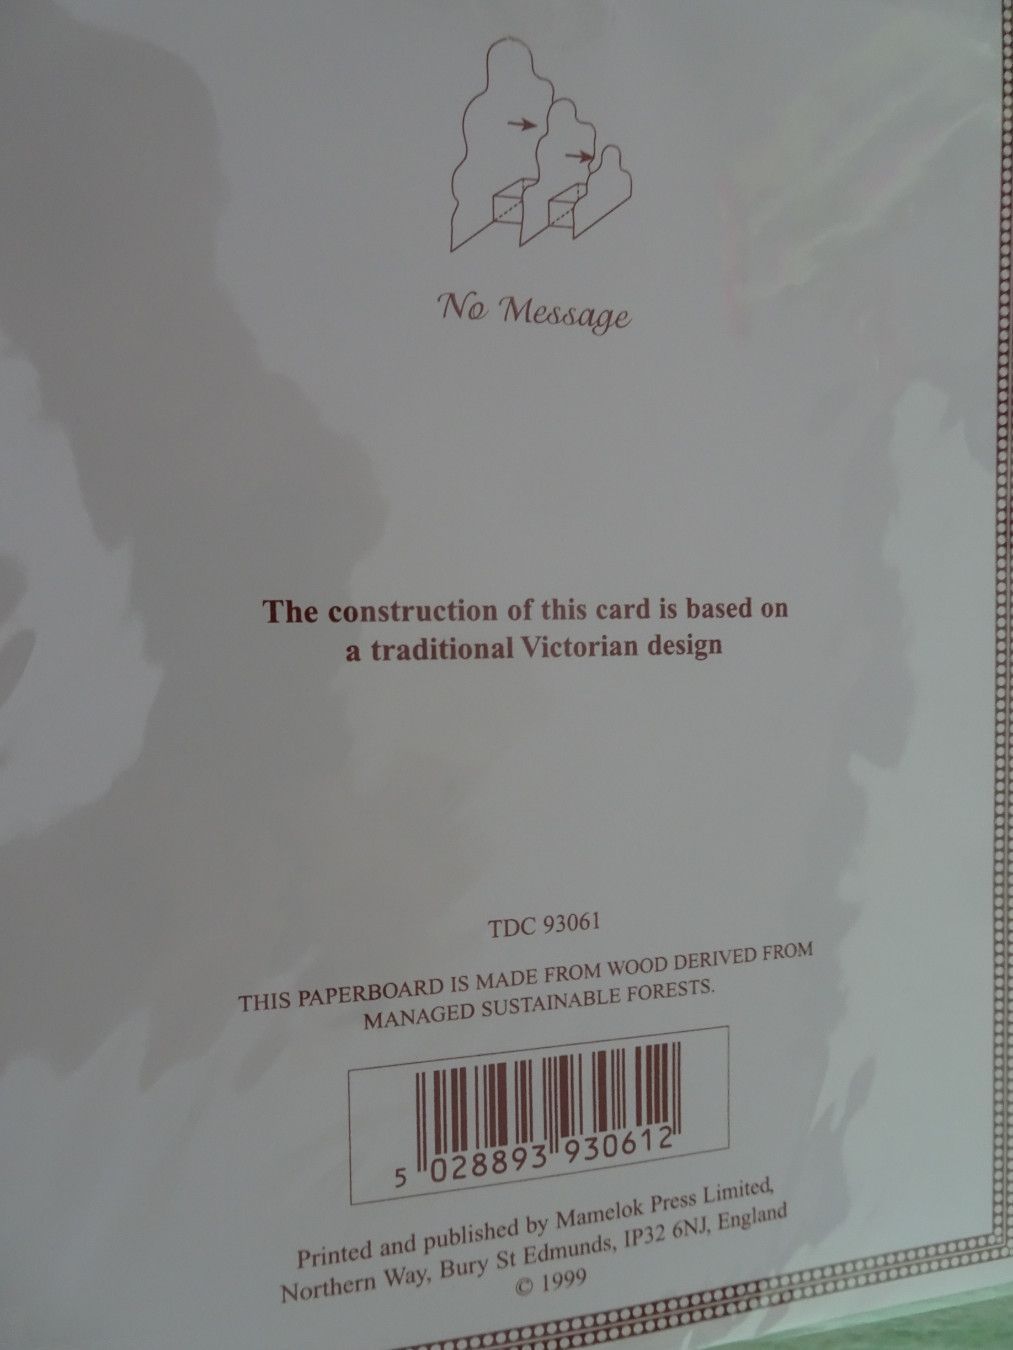 No Message
The construction of this card is based on
a traditional Victorian design
TDC 93061
THIS PAPERBOARD IS MADE FROM WOOD DERIVED FROM
MANAGED SUSTAINABLE FORESTS.
5 028893 930612
Printed and published by Mamelok Press Limited,
Northern Way, Bury St Edmunds, IP32 6NJ, England
© 1999